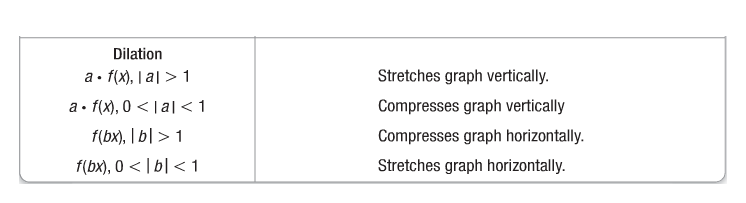 Dilation
a • f(x), |a| > 1 Stretches graph vertically.
a • f(x), 0 < |a| < 1 Compresses graph vertically
f(bx), |b| > 1 Compresses graph horizontally.
f(bx), 0 < |b| < 1 Stretches graph horizontally.